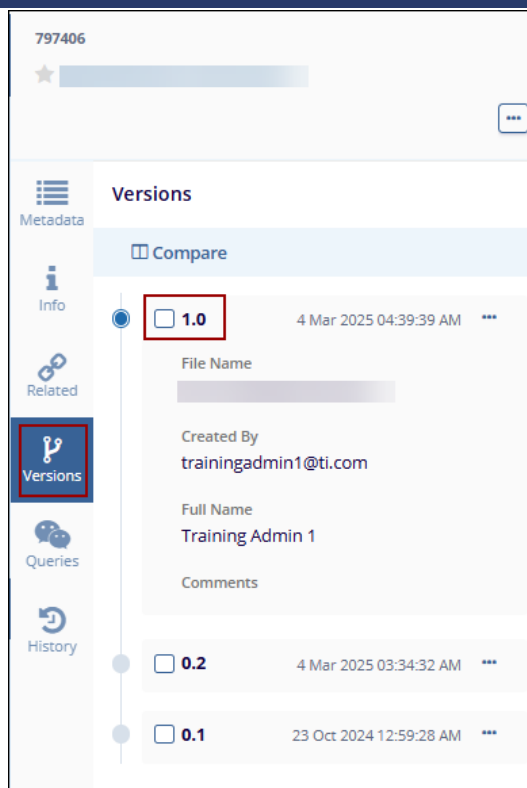 797406
Metadata
Info
Related
Versions
Queries
History
Versions
Compare
1.0 4 Mar 2025 04:39:39 AM
File Name
Created By
trainingadmin1@ti.com
Full Name
Training Admin 1
Comments
0.2 4 Mar 2025 03:34:32 AM
0.1 23 Oct 2024 12:59:28 AM